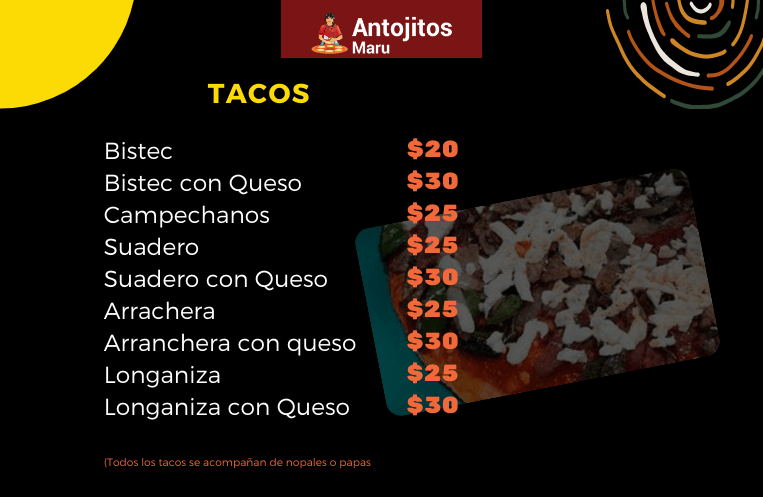 Antojitos
Maru
TACOS
Bistec $20
Bistec con Queso $30
Campechanos $25
Suadero $25
Suadero con Queso $30
Arrachera $25
Arranchera con queso $30
Longaniza $25
Longaniza con Queso $30
(Todos los tacos se acompañan de nopales o papas